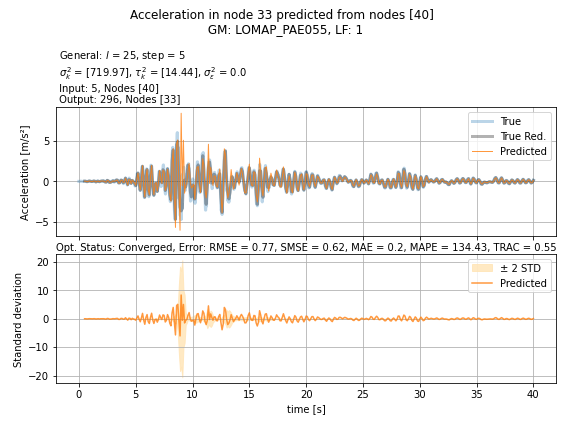 Acceleration in node 33 predicted from nodes [40]
GM: LOMAP_PAE055, LF: 1
General: l = 25, step = 5
σ²ₖ = [719.97], τ²ₖ = [14.44], σ²ε = 0.0
Input: 5, Nodes [40]
Output: 296, Nodes [33]
Acceleration [m/s²]
5
0
−5
True
True Red.
Predicted
Opt. Status: Converged, Error: RMSE = 0.77, SMSE = 0.62, MAE = 0.2, MAPE = 134.43, TRAC = 0.55
Standard deviation
20
10
0
−10
−20
± 2 STD
Predicted
0 5 10 15 20 25 30 35 40
time [s]